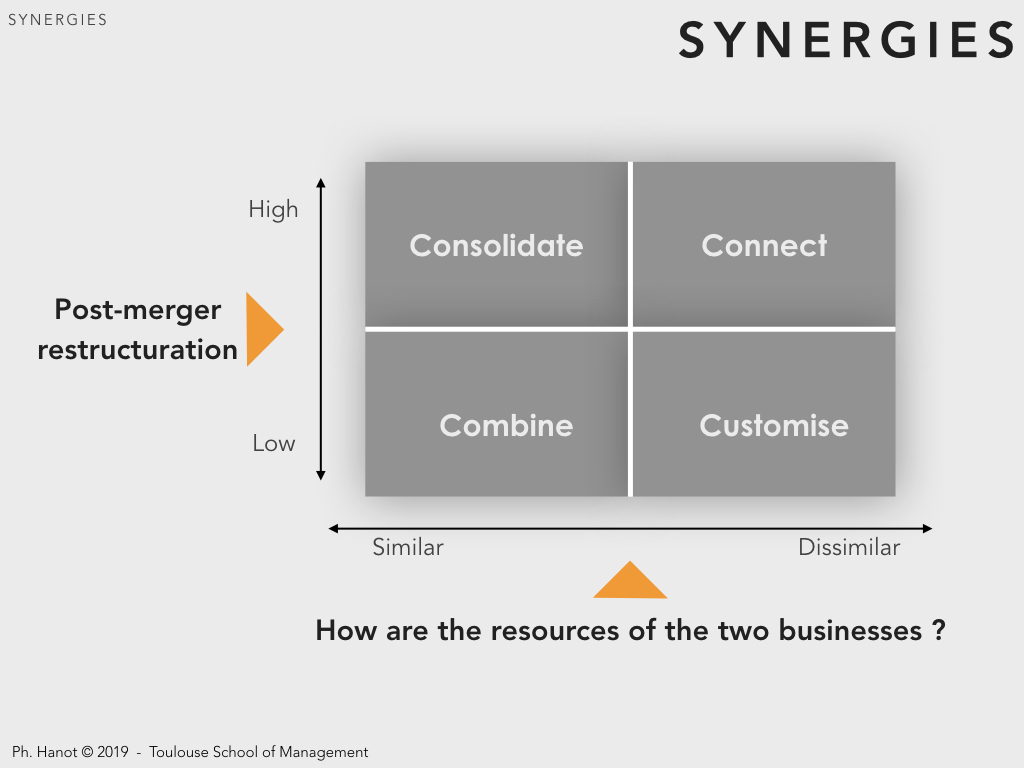 SYNERGIES
SYNERGIES
High
Consolidate
Connect
Post-merger
restructuration
Combine
Customise
Low
Similar
Dissimilar
How are the resources of the two businesses ?
Ph. Hanot © 2019 - Toulouse School of Management